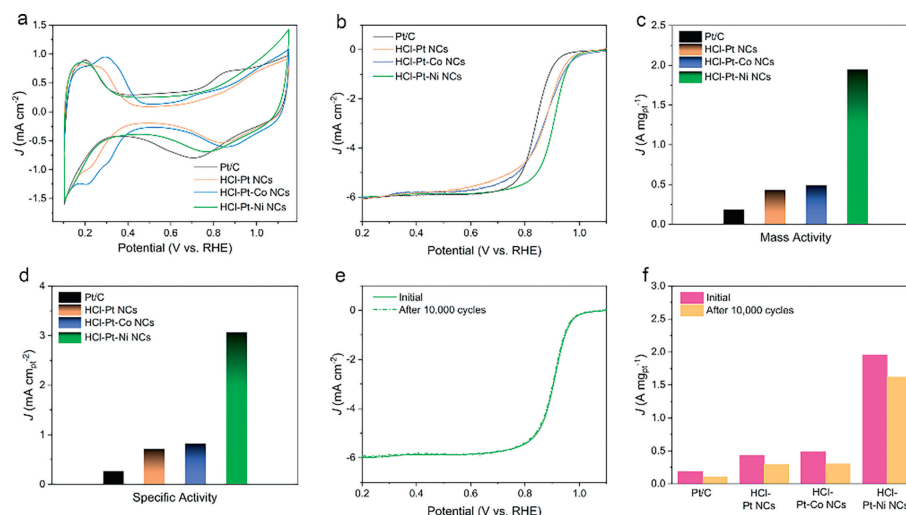 a
J (mA cm-2)
1.5
1.0
0.5
0.0
-0.5
-1.0
-1.5
Pt/C
HCl-Pt NCs
HCl-Pt-Co NCs
HCl-Pt-Ni NCs
0.2 0.4 0.6 0.8 1.0
Potential (V vs. RHE)
b
J (mA cm-2)
0
-2
-4
-6
Pt/C
HCl-Pt NCs
HCl-Pt-Co NCs
HCl-Pt-Ni NCs
0.2 0.4 0.6 0.8 1.0
Potential (V vs. RHE)
c
J (A mgpt-1)
2.5
2.0
1.5
1.0
0.5
0.0
Pt/C
HCl-Pt NCs
HCl-Pt-Co NCs
HCl-Pt-Ni NCs
Mass Activity
d
J (mA cmpt-2)
4
3
2
1
0
Pt/C
HCl-Pt NCs
HCl-Pt-Co NCs
HCl-Pt-Ni NCs
Specific Activity
e
J (mA cm-2)
0
-2
-4
-6
Initial
After 10,000 cycles
0.2 0.4 0.6 0.8 1.0
Potential (V vs. RHE)
f
J (A mgpt-1)
3.0
2.5
2.0
1.5
1.0
0.5
0.0
Initial
After 10,000 cycles
Pt/C HCl- HCl- HCl-
Pt NCs Pt-Co NCs Pt-Ni NCs